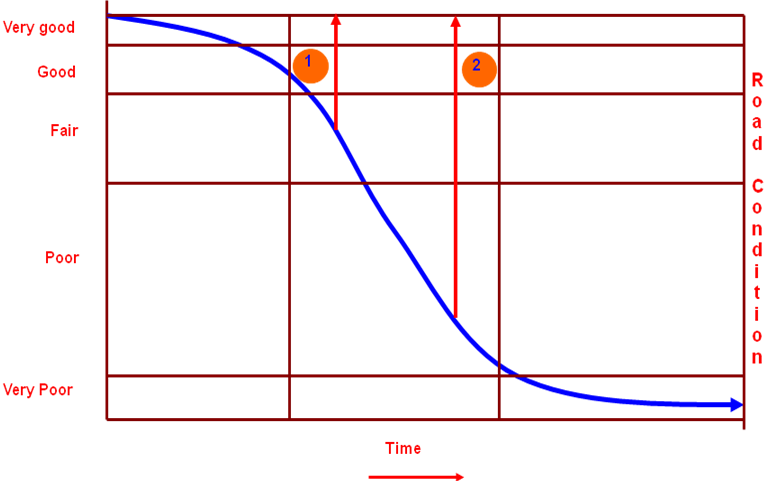 Very good
Good
Fair
Poor
Very Poor
1
2
Road Condition
Time